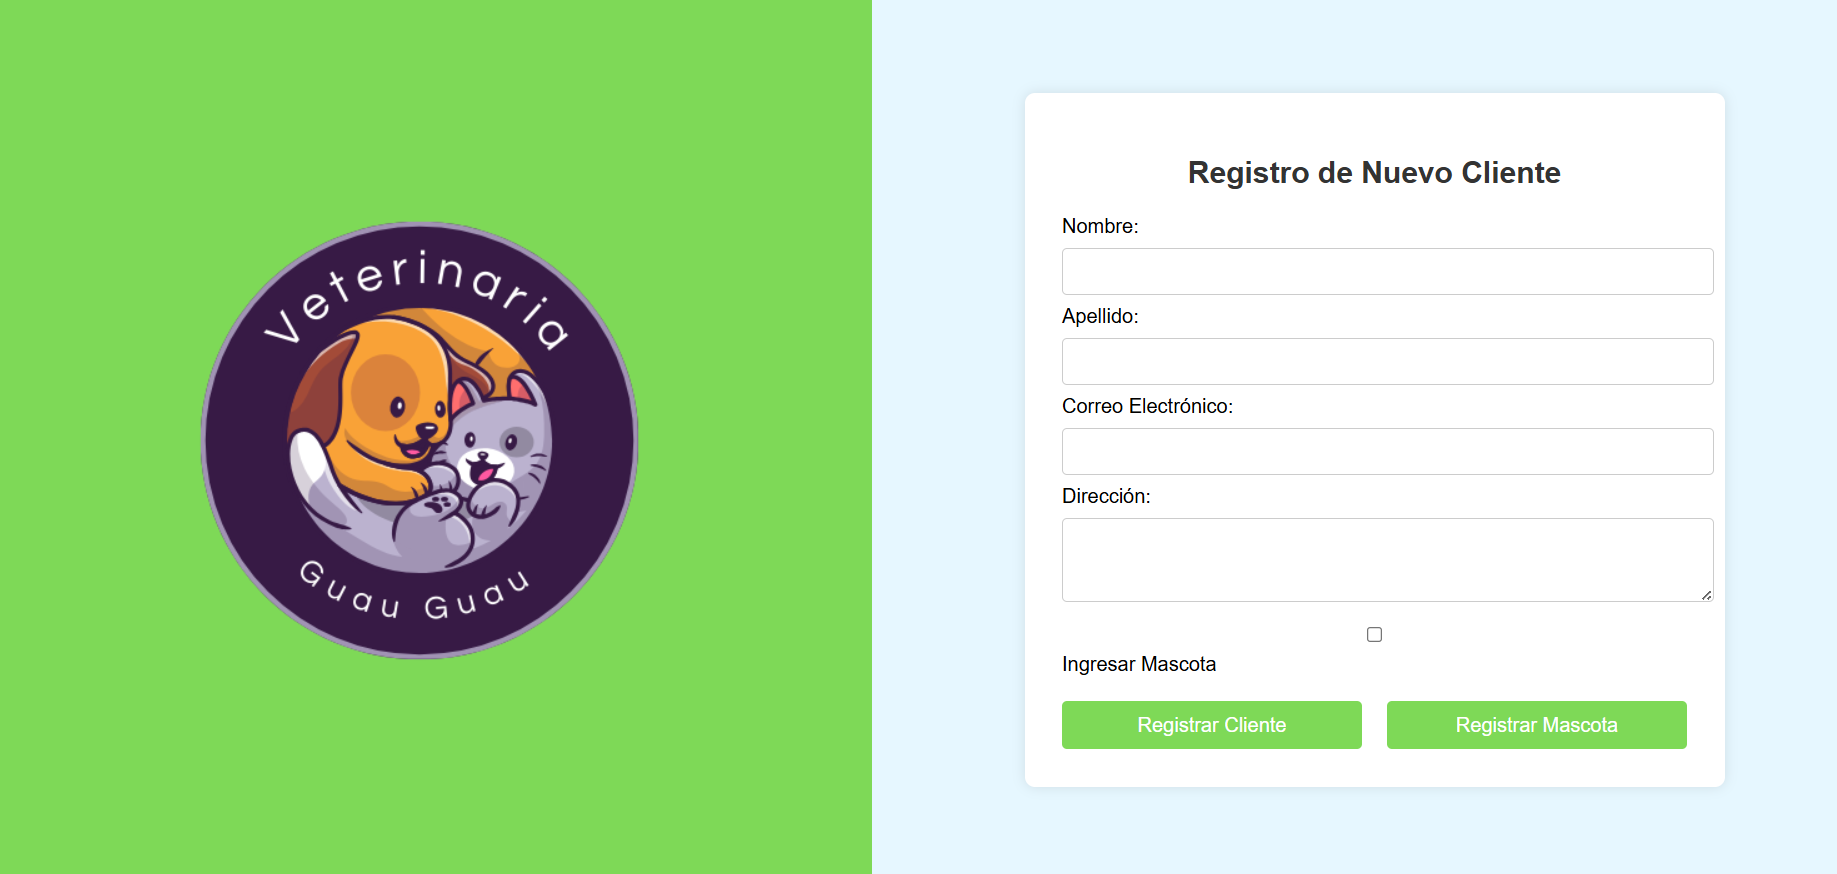 Veterinaria
Guau Guau
Registro de Nuevo Cliente
Nombre:
Apellido:
Correo Electrónico:
Dirección:
Ingresar Mascota
Registrar Cliente
Registrar Mascota